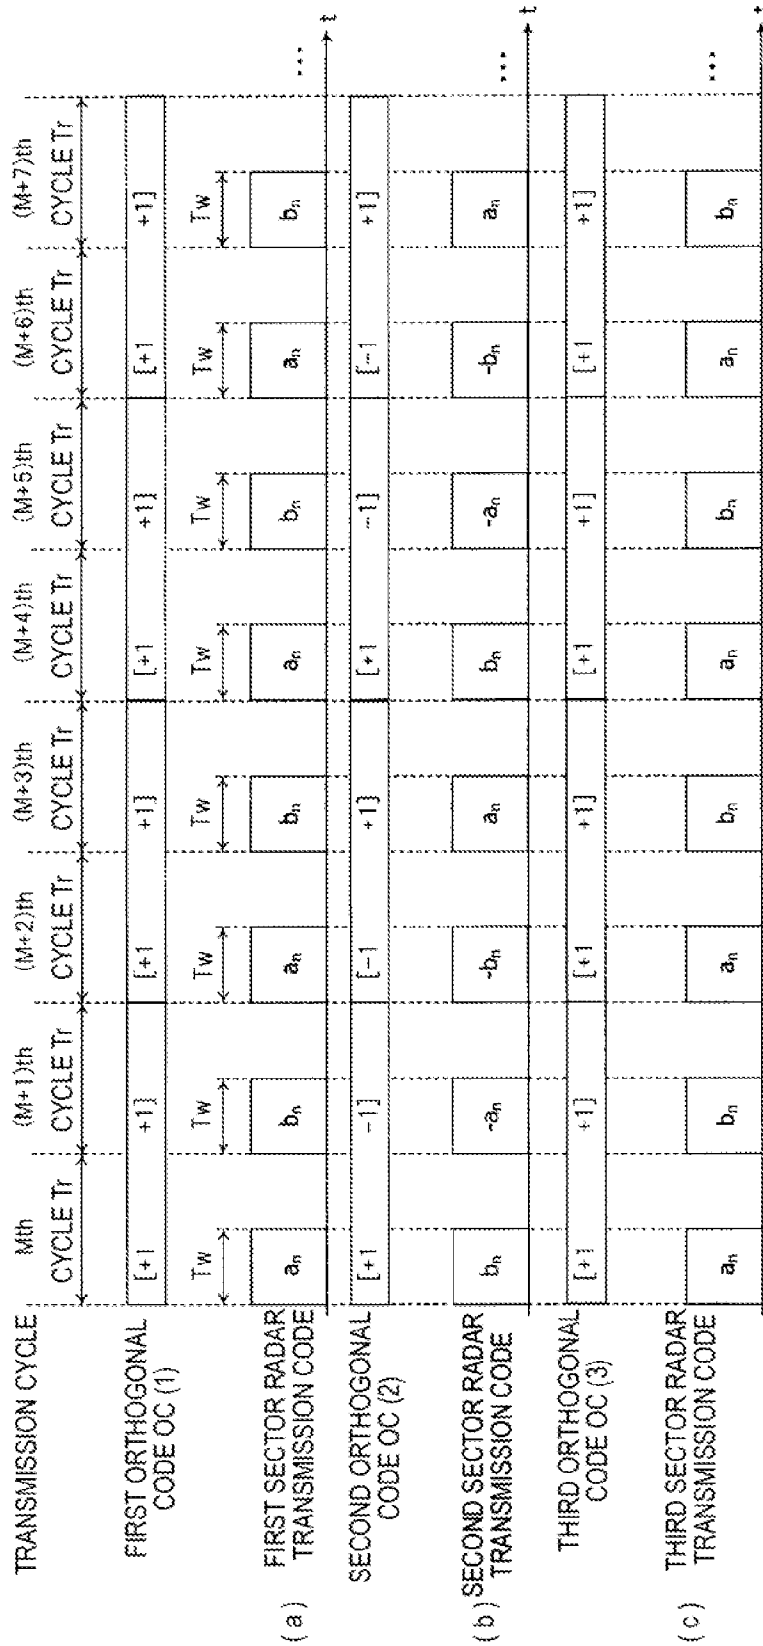 TRANSMISSION CYCLE
Mth (M+1)th (M+2)th (M+3)th (M+4)th (M+5)th (M+6)th (M+7)th
CYCLE Tr CYCLE Tr CYCLE Tr CYCLE Tr CYCLE Tr CYCLE Tr CYCLE Tr CYCLE Tr
FIRST ORTHOGONAL
CODE OC (1)
[+1 +1] [+1 +1] [+1 +1] [+1 +1]
Tw Tw Tw Tw Tw Tw Tw Tw
(a)
FIRST SECTOR RADAR
TRANSMISSION CODE
aₙ bₙ aₙ bₙ aₙ bₙ aₙ bₙ ... t
SECOND ORTHOGONAL
CODE OC (2)
[+1 -1] [-1 +1] [+1 -1] [-1 +1]
(b)
SECOND SECTOR RADAR
TRANSMISSION CODE
bₙ -aₙ -bₙ aₙ bₙ -aₙ -bₙ aₙ ... t
THIRD ORTHOGONAL
CODE OC (3)
[+1 +1] [+1 +1] [+1 +1] [+1 +1]
(c)
THIRD SECTOR RADAR
TRANSMISSION CODE
aₙ bₙ aₙ bₙ aₙ bₙ aₙ bₙ ...